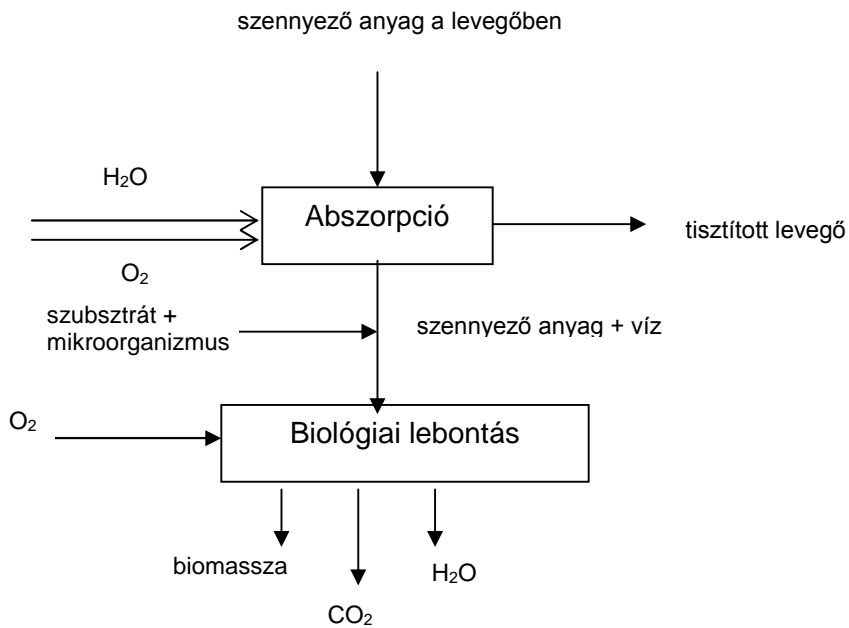 szennyező anyag a levegőben
H₂O
Abszorpció
tisztított levegő
O₂
szubsztrát +
mikroorganizmus
szennyező anyag + víz
O₂
Biológiai lebontás
biomassza
H₂O
CO₂